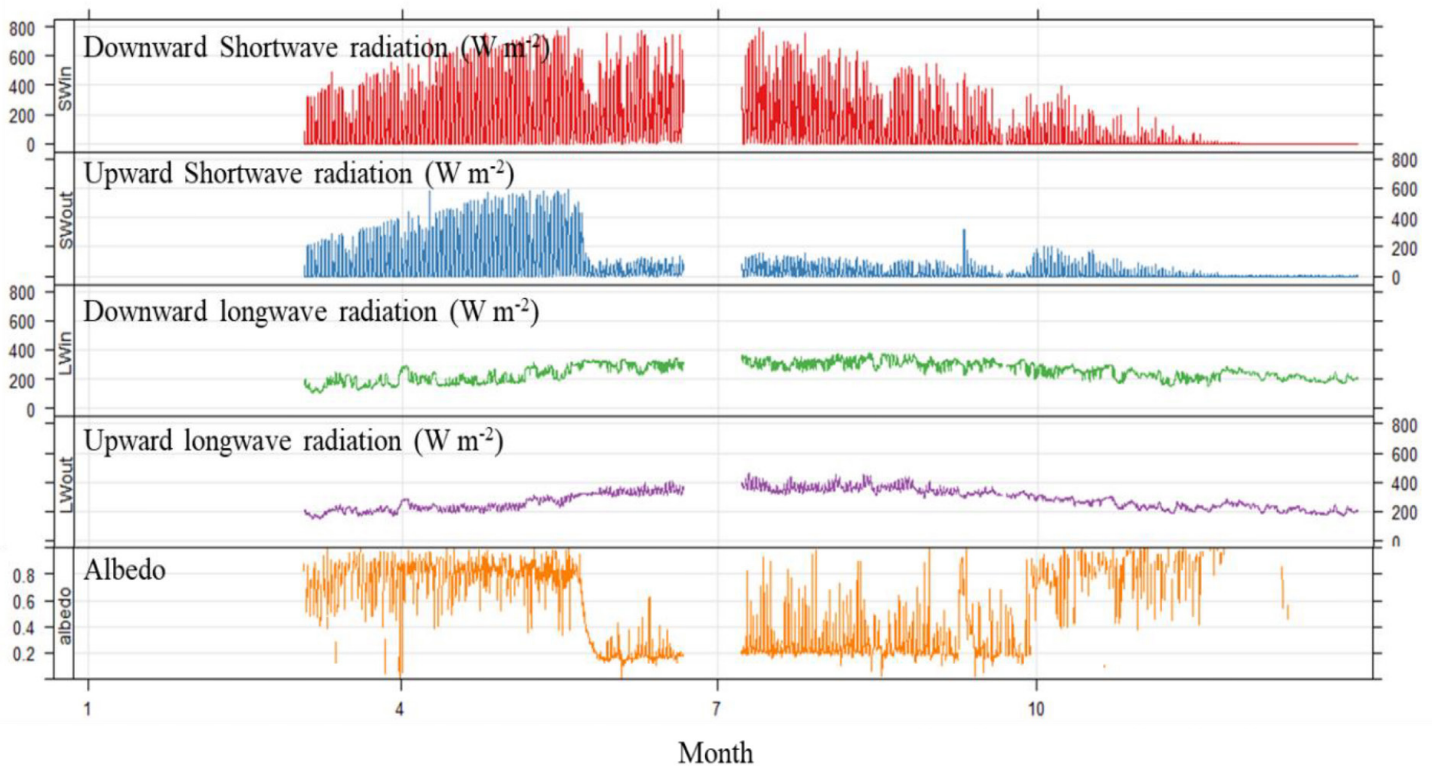 800
600
400
200
0
SWin
Downward Shortwave radiation (W m-2)
Upward Shortwave radiation (W m-2)
SWout
800
600
400
200
0
800
600
400
200
0
LWin
Downward longwave radiation (W m-2)
Upward longwave radiation (W m-2)
LWout
800
600
400
200
0
0.8
0.6
0.4
0.2
albedo
Albedo
1 4 7 10
Month